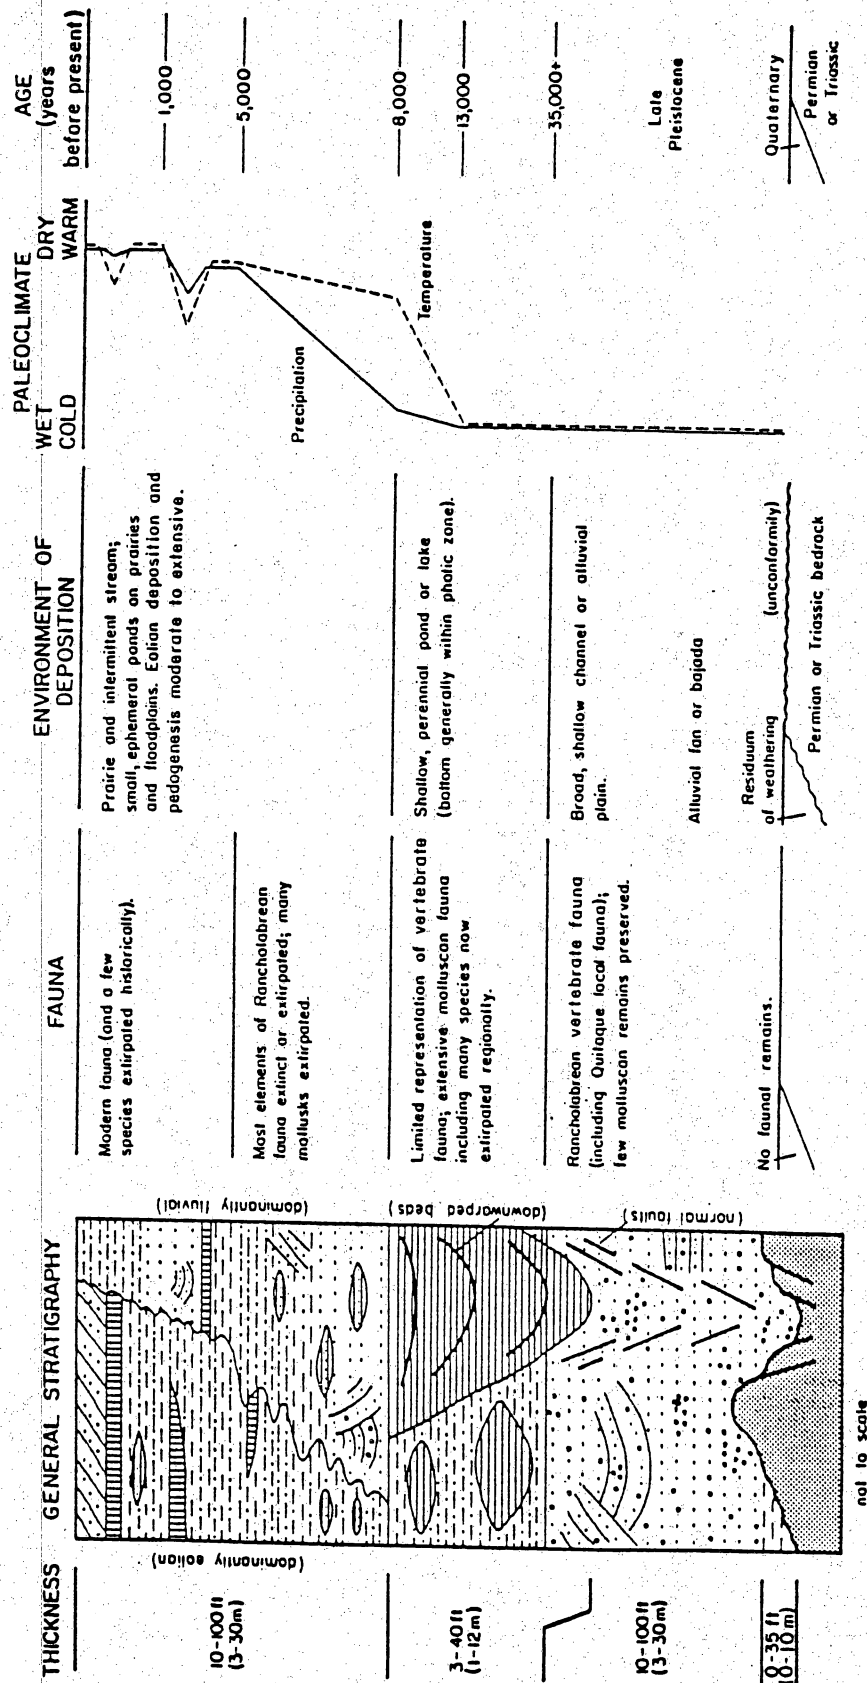 THICKNESS
10-100 ft
(3-30m)
3-40 ft
(1-12m)
10-100 ft
(3-30m)
0-35 ft
(0-10m)
GENERAL STRATIGRAPHY
(dominantly eolian)
(dominantly fluvial)
(downwarped beds)
(normal faults)
not to scale
FAUNA
Modern fauna (and a few
species extirpated historically).
Most elements of Rancholabrean
fauna extinct or extirpated; many
mollusks extirpated.
Limited representation of vertebrate
fauna; extensive molluscan fauna
including many species now
extirpated regionally.
Rancholabrean vertebrate fauna
(including Quitaque local fauna);
few molluscan remains preserved.
No faunal remains.
ENVIRONMENT OF
DEPOSITION
Prairie and intermittent stream;
small, ephemeral ponds on prairies
and floodplains. Eolian deposition and
pedogenesis moderate to extensive.
Shallow, perennial pond or lake
(bottom generally within photic zone).
Broad, shallow channel or alluvial
plain.
Alluvial fan or bajada
Residuum
of weathering
(unconformity)
Permian or Triassic bedrock
PALEOCLIMATE
WET DRY
COLD WARM
Precipitation
Temperature
AGE
(years
before present)
1,000
5,000
8,000
13,000
35,000+
Late
Pleistocene
Quaternary
Permian
or Triassic